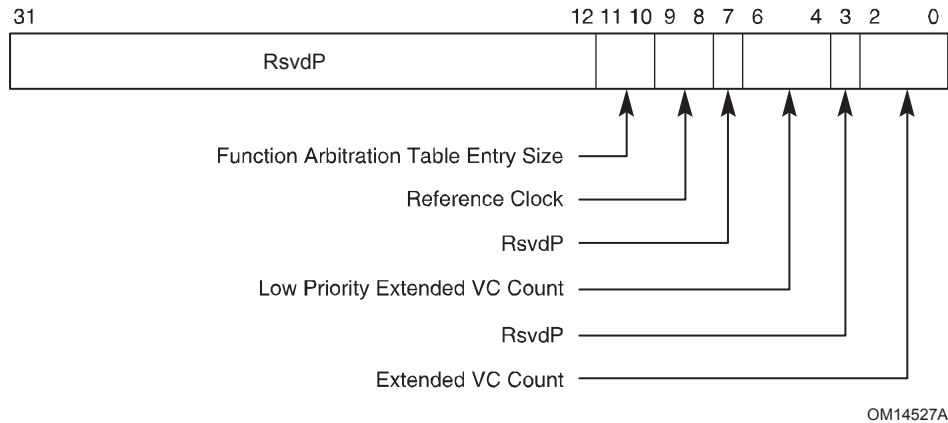 31 12 11 10 9 8 7 6 4 3 2 0
RsvdP
Function Arbitration Table Entry Size
Reference Clock
RsvdP
Low Priority Extended VC Count
RsvdP
Extended VC Count
OM14527A